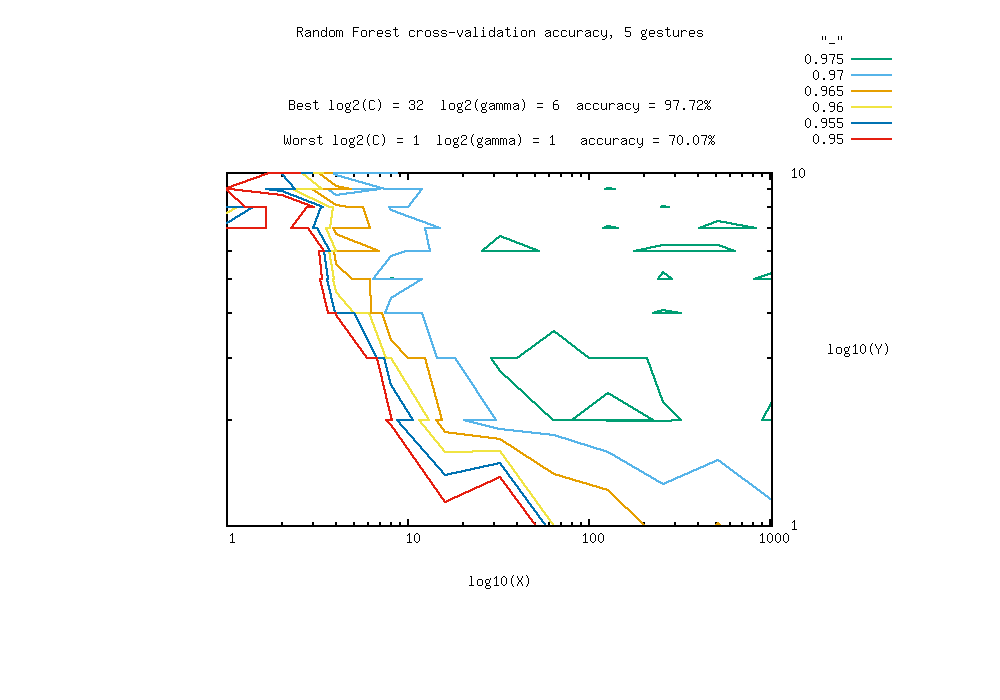 Random Forest cross-validation accuracy, 5 gestures
"_"
0.975
0.97
0.965
0.96
0.955
0.95
Best log2(C) = 32 log2(gamma) = 6 accuracy = 97.72%
Worst log2(C) = 1 log2(gamma) = 1 accuracy = 70.07%
10
log10(Y)
1
1 10 100 1000
log10(X)